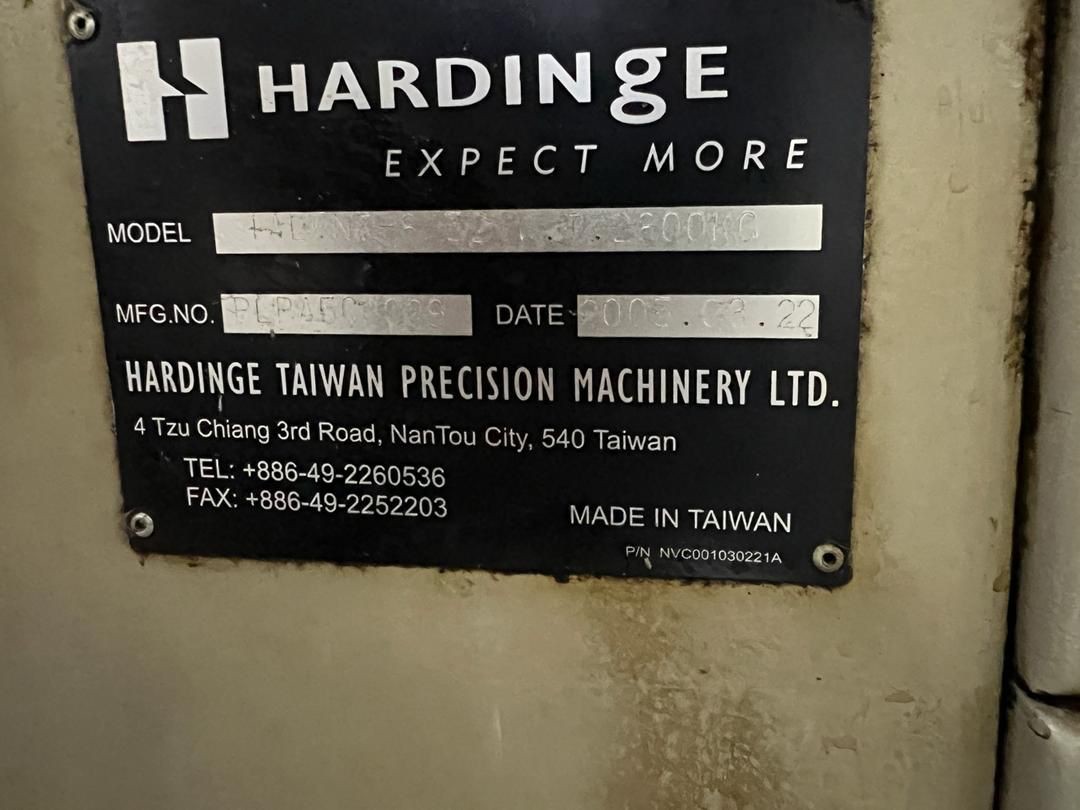 HARDINgE
EXPECT MORE
MODEL
MFG.NO. DATE
HARDINGE TAIWAN PRECISION MACHINERY LTD.
4 Tzu Chiang 3rd Road, NanTou City, 540 Taiwan
TEL: +886-49-2260536
FAX: +886-49-2252203
MADE IN TAIWAN
P/N NVC001030221A